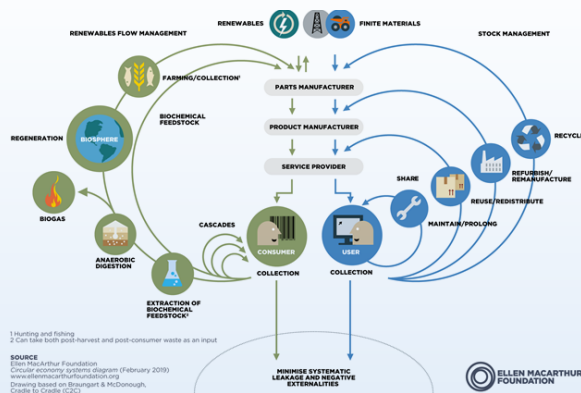 RENEWABLES
FINITE MATERIALS
RENEWABLES FLOW MANAGEMENT
STOCK MANAGEMENT
FARMING/COLLECTION¹
PARTS MANUFACTURER
BIOCHEMICAL
FEEDSTOCK
PRODUCT MANUFACTURER
REGENERATION
BIOSPHERE
RECYCLE
SERVICE PROVIDER
REFURBISH/
REMANUFACTURE
SHARE
REUSE/REDISTRIBUTE
BIOGAS
MAINTAIN/PROLONG
CASCADES
CONSUMER
USER
ANAEROBIC
DIGESTION
COLLECTION
COLLECTION
EXTRACTION OF
BIOCHEMICAL
FEEDSTOCK²
1 Hunting and fishing
2 Can take both post-harvest and post-consumer waste as an input
SOURCE
Ellen MacArthur Foundation
Circular economy systems diagram (February 2019)
www.ellenmacarthurfoundation.org
Drawing based on Braungart & McDonough,
Cradle to Cradle (C2C)
MINIMISE SYSTEMATIC
LEAKAGE AND NEGATIVE
EXTERNALITIES
ELLEN MACARTHUR
FOUNDATION